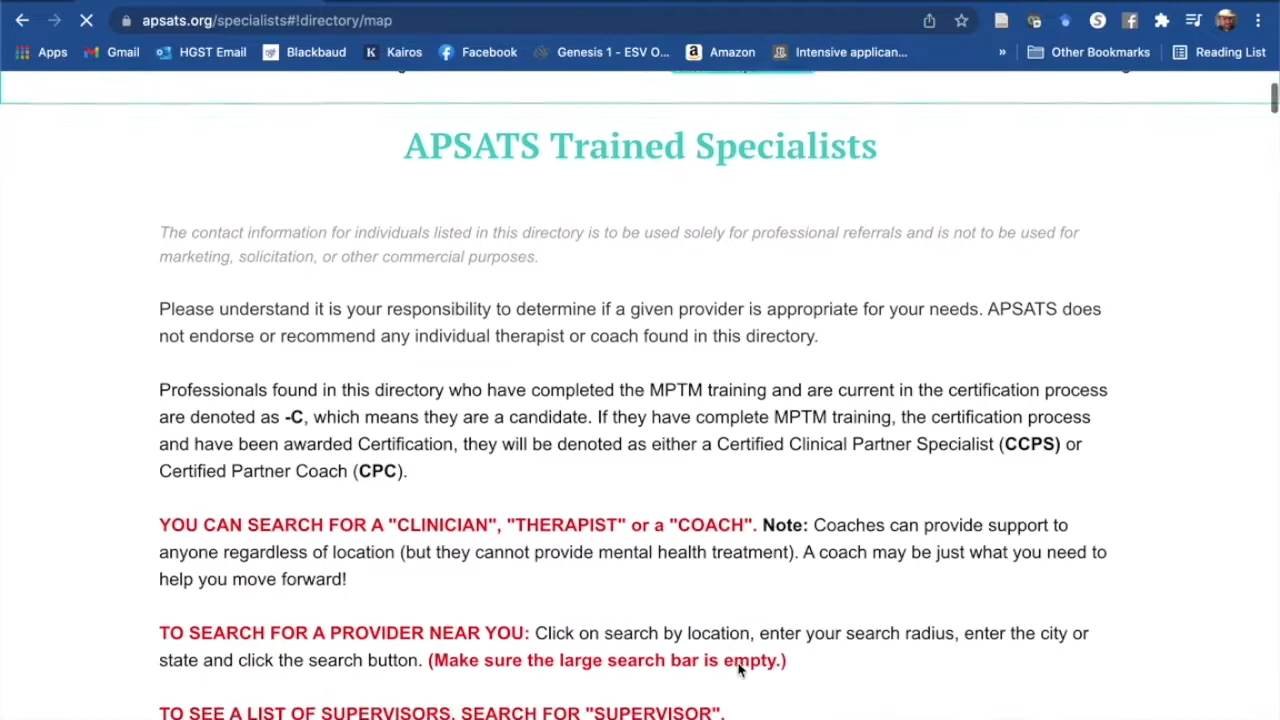 apsats.org/specialists#!directory/map
Apps Gmail HGST Email Blackbaud Kairos Facebook Genesis 1 - ESV O... Amazon Intensive applican... » Other Bookmarks Reading List
APSATS Trained Specialists
The contact information for individuals listed in this directory is to be used solely for professional referrals and is not to be used for
marketing, solicitation, or other commercial purposes.
Please understand it is your responsibility to determine if a given provider is appropriate for your needs. APSATS does
not endorse or recommend any individual therapist or coach found in this directory.
Professionals found in this directory who have completed the MPTM training and are current in the certification process
are denoted as -C, which means they are a candidate. If they have complete MPTM training, the certification process
and have been awarded Certification, they will be denoted as either a Certified Clinical Partner Specialist (CCPS) or
Certified Partner Coach (CPC).
YOU CAN SEARCH FOR A "CLINICIAN", "THERAPIST" or a "COACH". Note: Coaches can provide support to
anyone regardless of location (but they cannot provide mental health treatment). A coach may be just what you need to
help you move forward!
TO SEARCH FOR A PROVIDER NEAR YOU: Click on search by location, enter your search radius, enter the city or
state and click the search button. (Make sure the large search bar is empty.)
TO SEE A LIST OF SUPERVISORS, SEARCH FOR "SUPERVISOR".